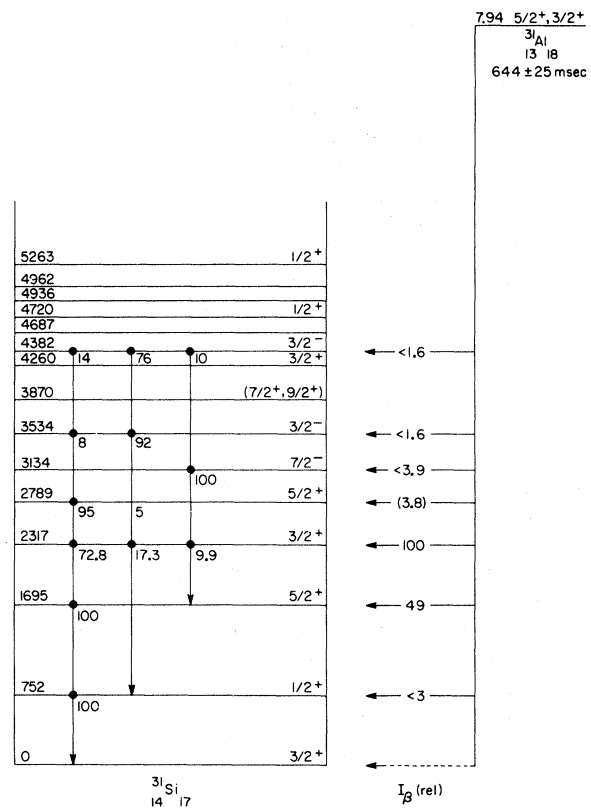 7.94 5/2+, 3/2+
31Al
13 18
644 ± 25 msec
5263 1/2+
4962
4936
4720 1/2+
4687
4382 3/2−
14 76 10 <1.6
4260 3/2+
3870 (7/2+, 9/2+)
3534 3/2−
8 92 <1.6
3134 7/2−
100 <3.9
2789 5/2+
95 5 (3.8)
2317 3/2+
72.8 17.3 9.9 100
1695 5/2+
100 49
752 1/2+
100 <3
0 3/2+
31Si
14 17
Iβ (rel)